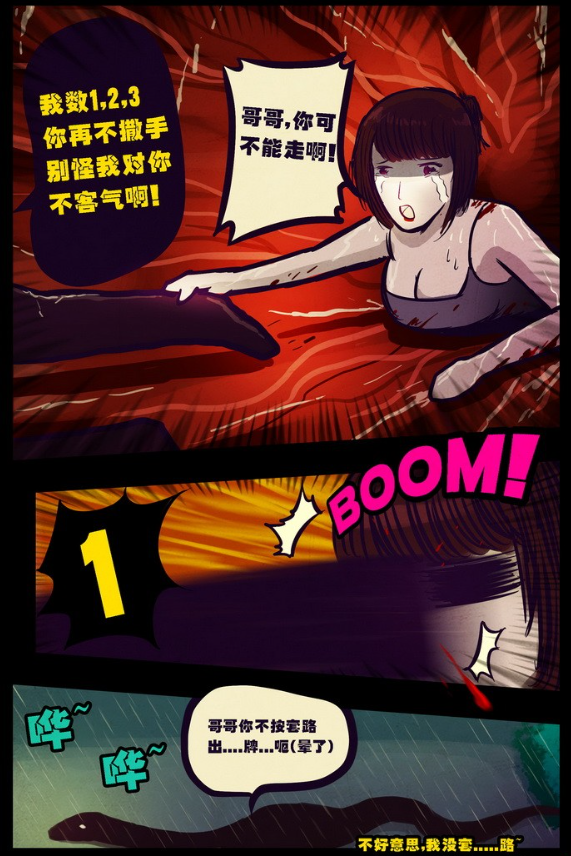 我数1,2,3
你再不撒手
别怪我对你
不客气啊!
哥哥,你可
不能走啊!
BOOM!
1
哗~
哗~
哥哥你不按套路
出....牌...呃(晕了)
不好意思,我没套.....路~